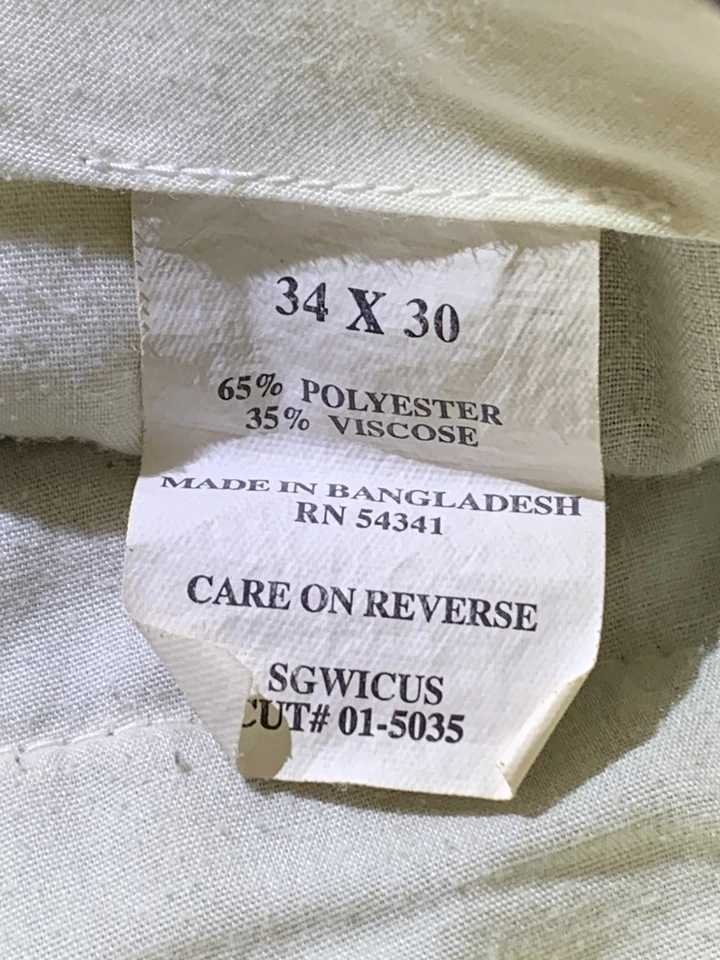 34 X 30
65% POLYESTER
35% VISCOSE
MADE IN BANGLADESH
RN 54341
CARE ON REVERSE
SGWICUS
CUT# 01-5035